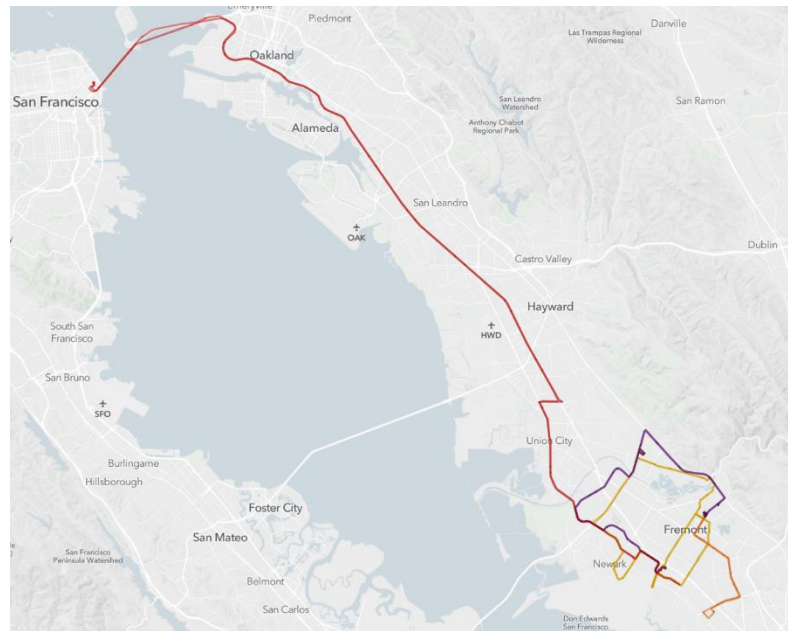 Emeryville
Piedmont
Danville
Las Trampas Regional
Wilderness
Oakland
San Francisco
San Leandro
Watershed
San Ramon
Anthony Chabot
Regional Park
Alameda
San Leandro
OAK
Castro Valley
Dublin
Hayward
South San
Francisco
HWD
San Bruno
SFO
Union City
Burlingame
Hillsborough
Foster City
Fremont
San Mateo
San Francisco
Peninsula Watershed
Newark
Belmont
San Carlos
Don Edwards
San Francisco